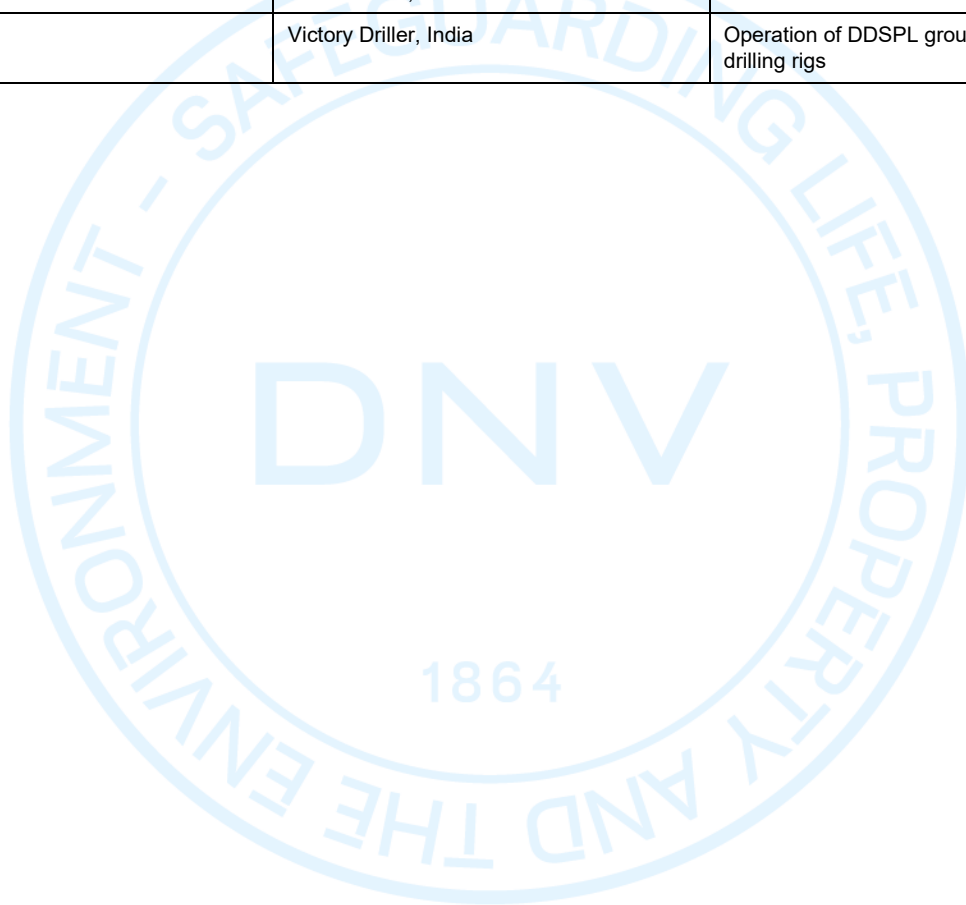 Victory Driller, India
Operation of DDSPL grou
drilling rigs
SAFEGUARDING LIFE, PROPERTY AND THE ENVIRONMENT -
DNV
1864